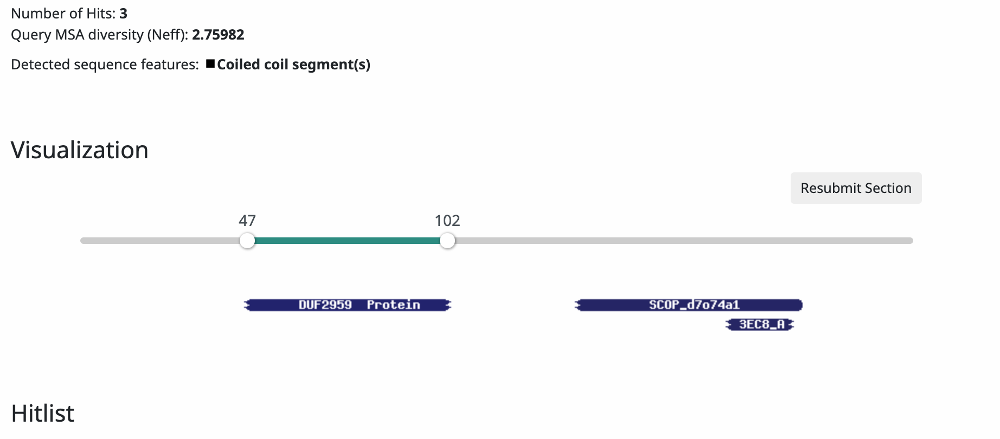 Number of Hits: 3
Query MSA diversity (Neff): 2.75982
Detected sequence features: ■Coiled coil segment(s)
Visualization
Resubmit Section
47 102
DUF2959 Protein SCOP_d7o74a1
3EC8_A
Hitlist